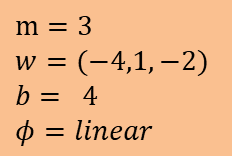 m = 3
w = (−4,1, −2)
b = 4
ϕ = linear